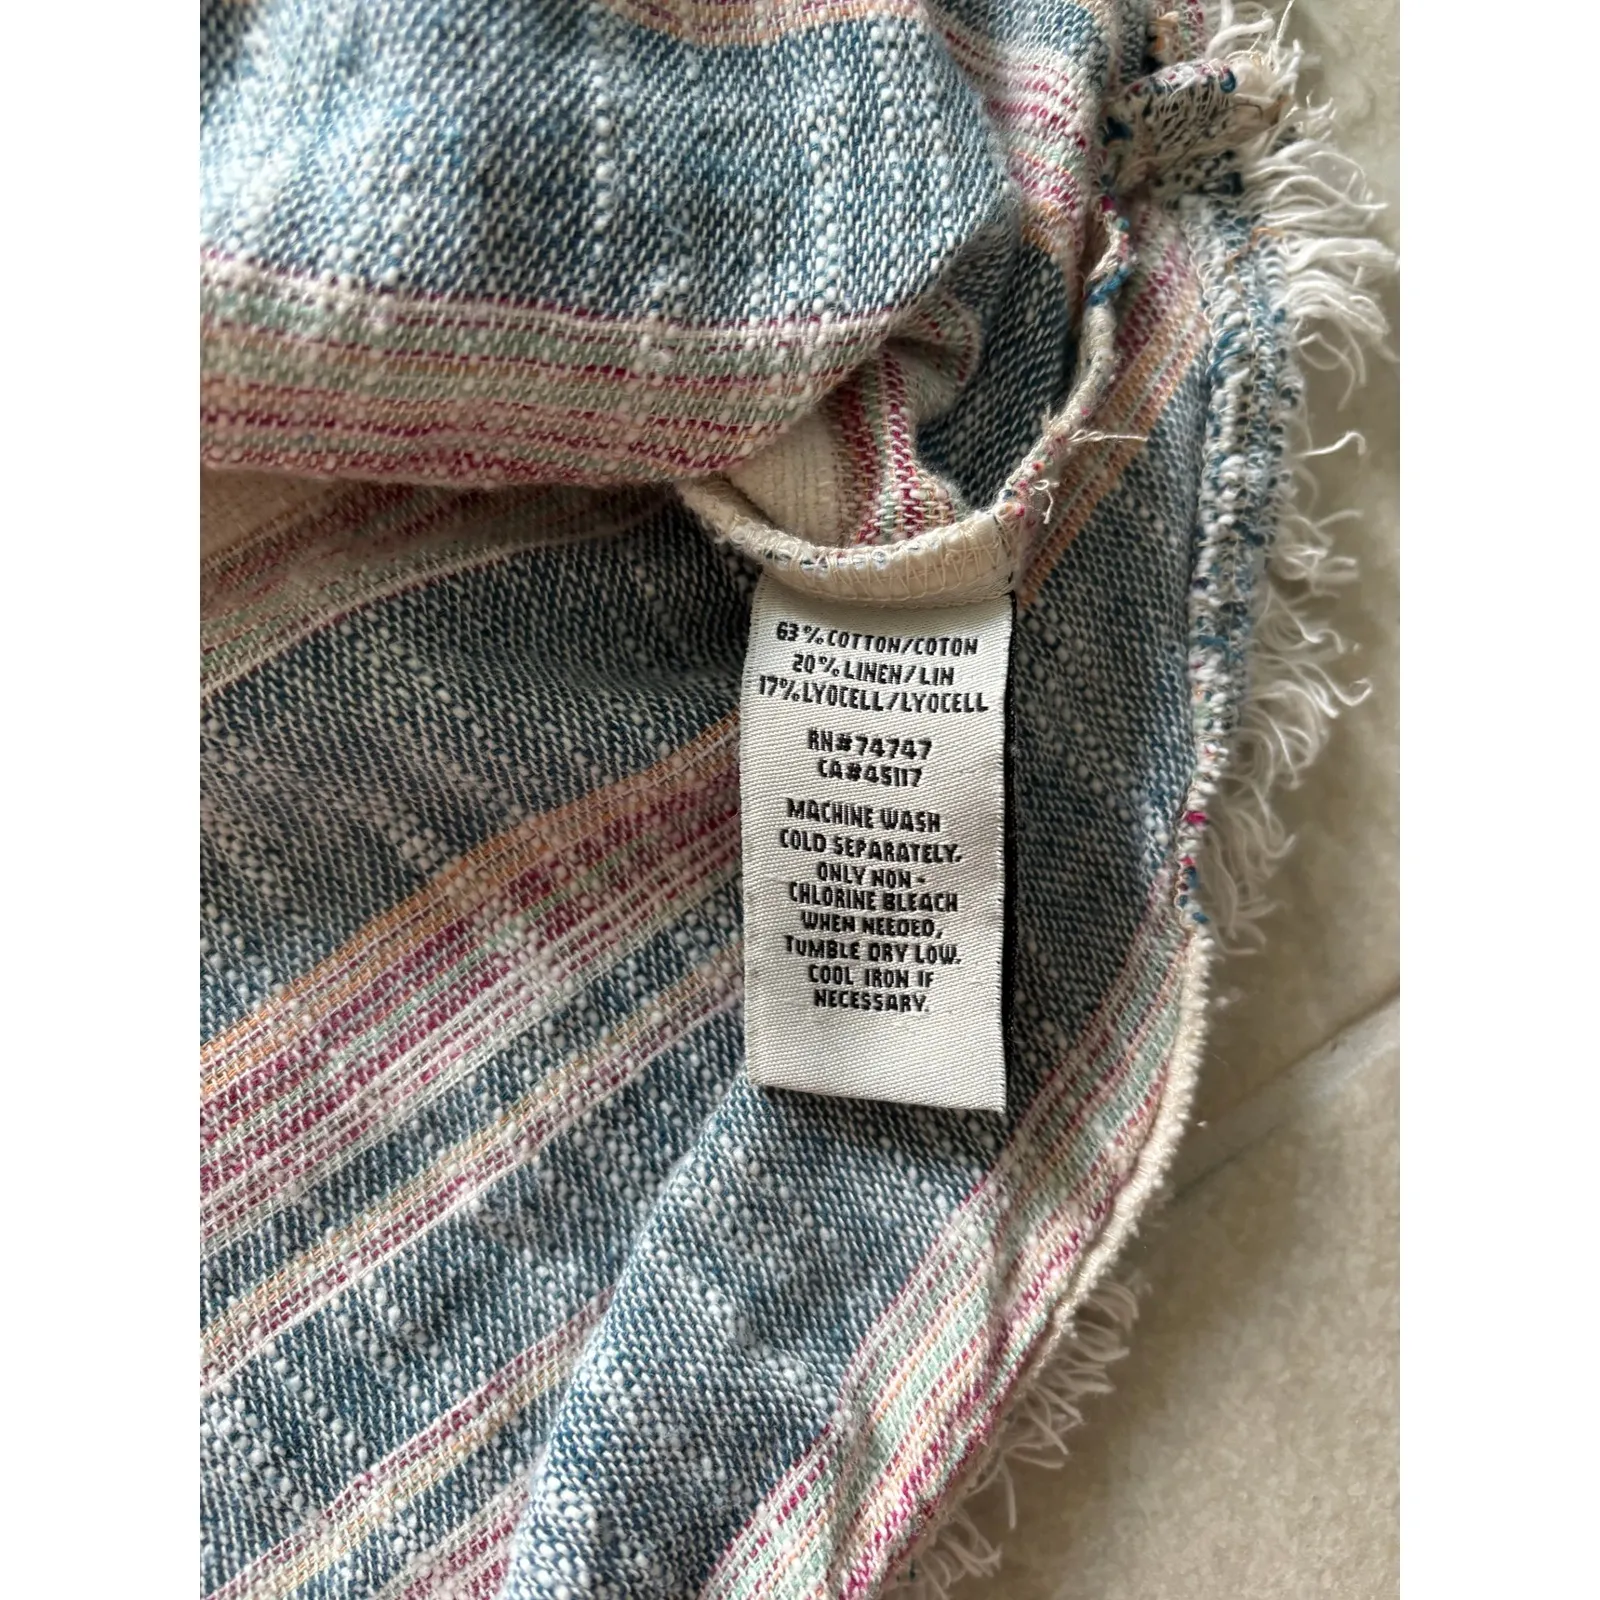 63% COTTON/COTON
20% LINEN/LIN
17% LYOCELL/LYOCELL
RN#74747
CA#45117
MACHINE WASH
COLD SEPARATELY.
ONLY NON-
CHLORINE BLEACH
WHEN NEEDED,
TUMBLE DRY LOW.
COOL IRON IF
NECESSARY.